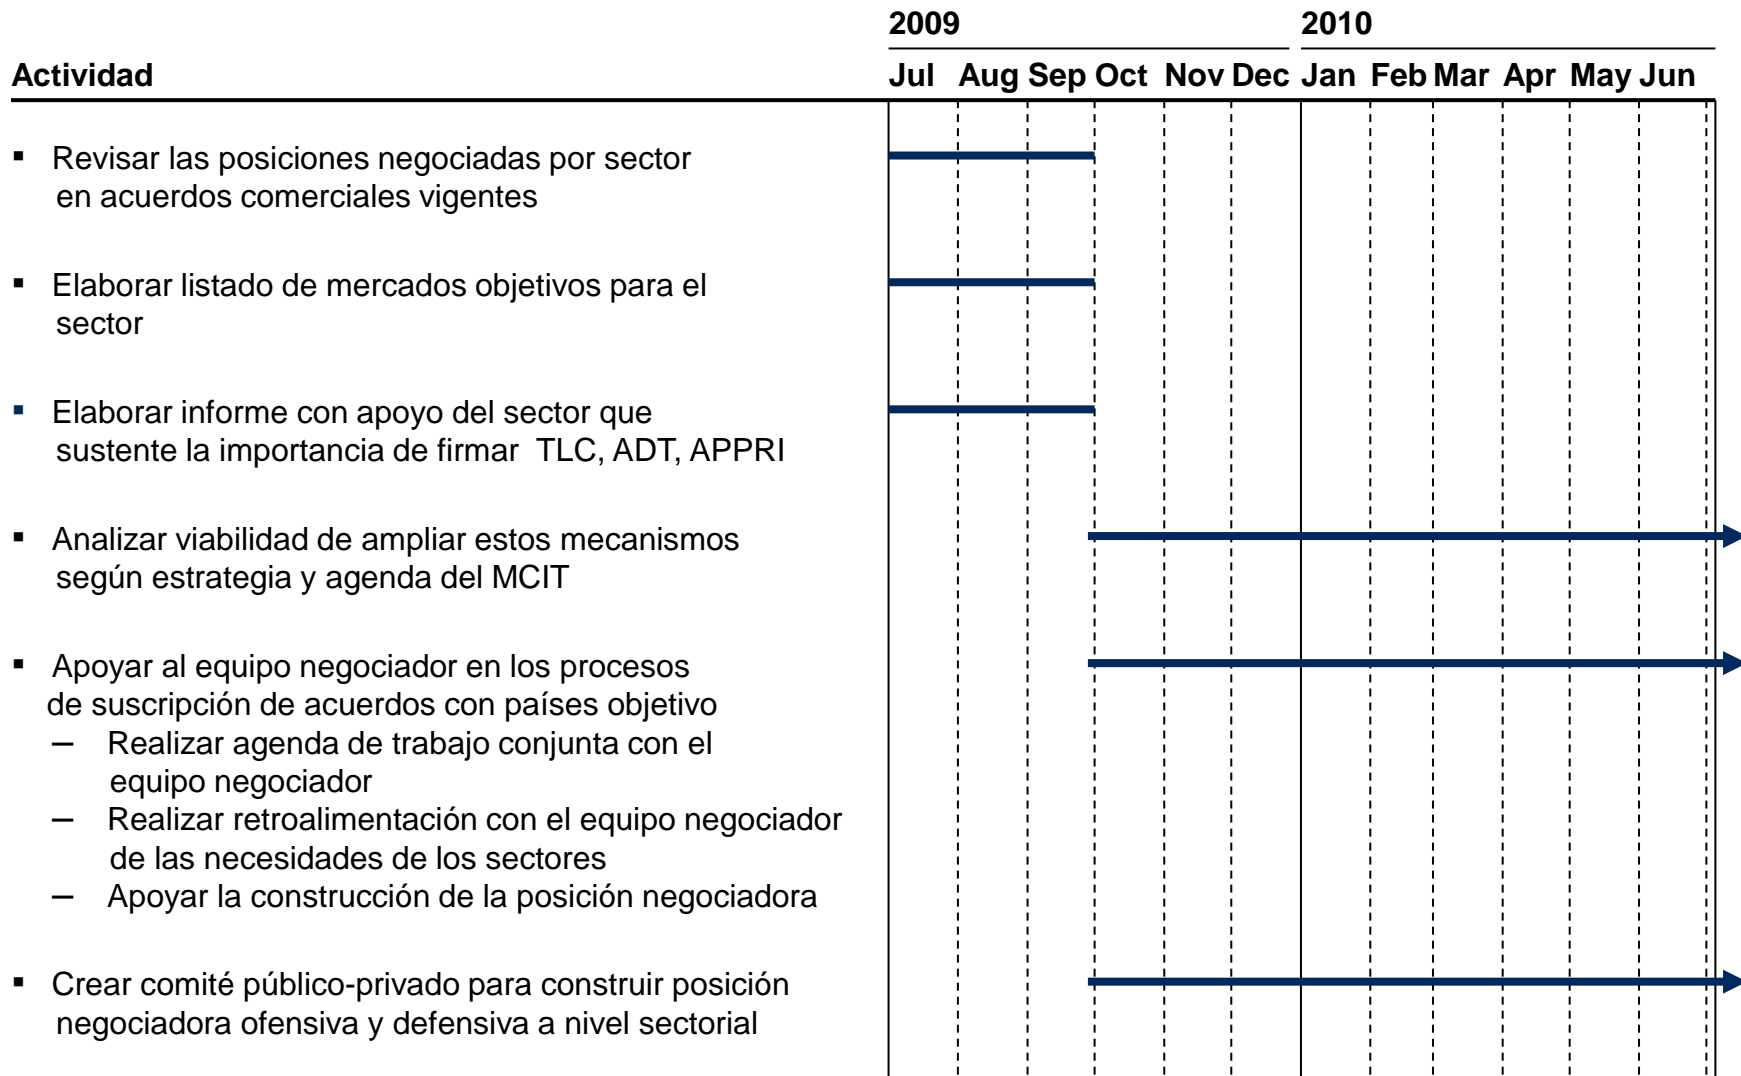 2009 2010
Actividad Jul Aug Sep Oct Nov Dec Jan Feb Mar Apr May Jun
▪ Revisar las posiciones negociadas por sector
en acuerdos comerciales vigentes
▪ Elaborar listado de mercados objetivos para el
sector
▪ Elaborar informe con apoyo del sector que
sustente la importancia de firmar TLC, ADT, APPRI
▪ Analizar viabilidad de ampliar estos mecanismos
según estrategia y agenda del MCIT
▪ Apoyar al equipo negociador en los procesos
de suscripción de acuerdos con países objetivo
– Realizar agenda de trabajo conjunta con el
equipo negociador
– Realizar retroalimentación con el equipo negociador
de las necesidades de los sectores
– Apoyar la construcción de la posición negociadora
▪ Crear comité público-privado para construir posición
negociadora ofensiva y defensiva a nivel sectorial